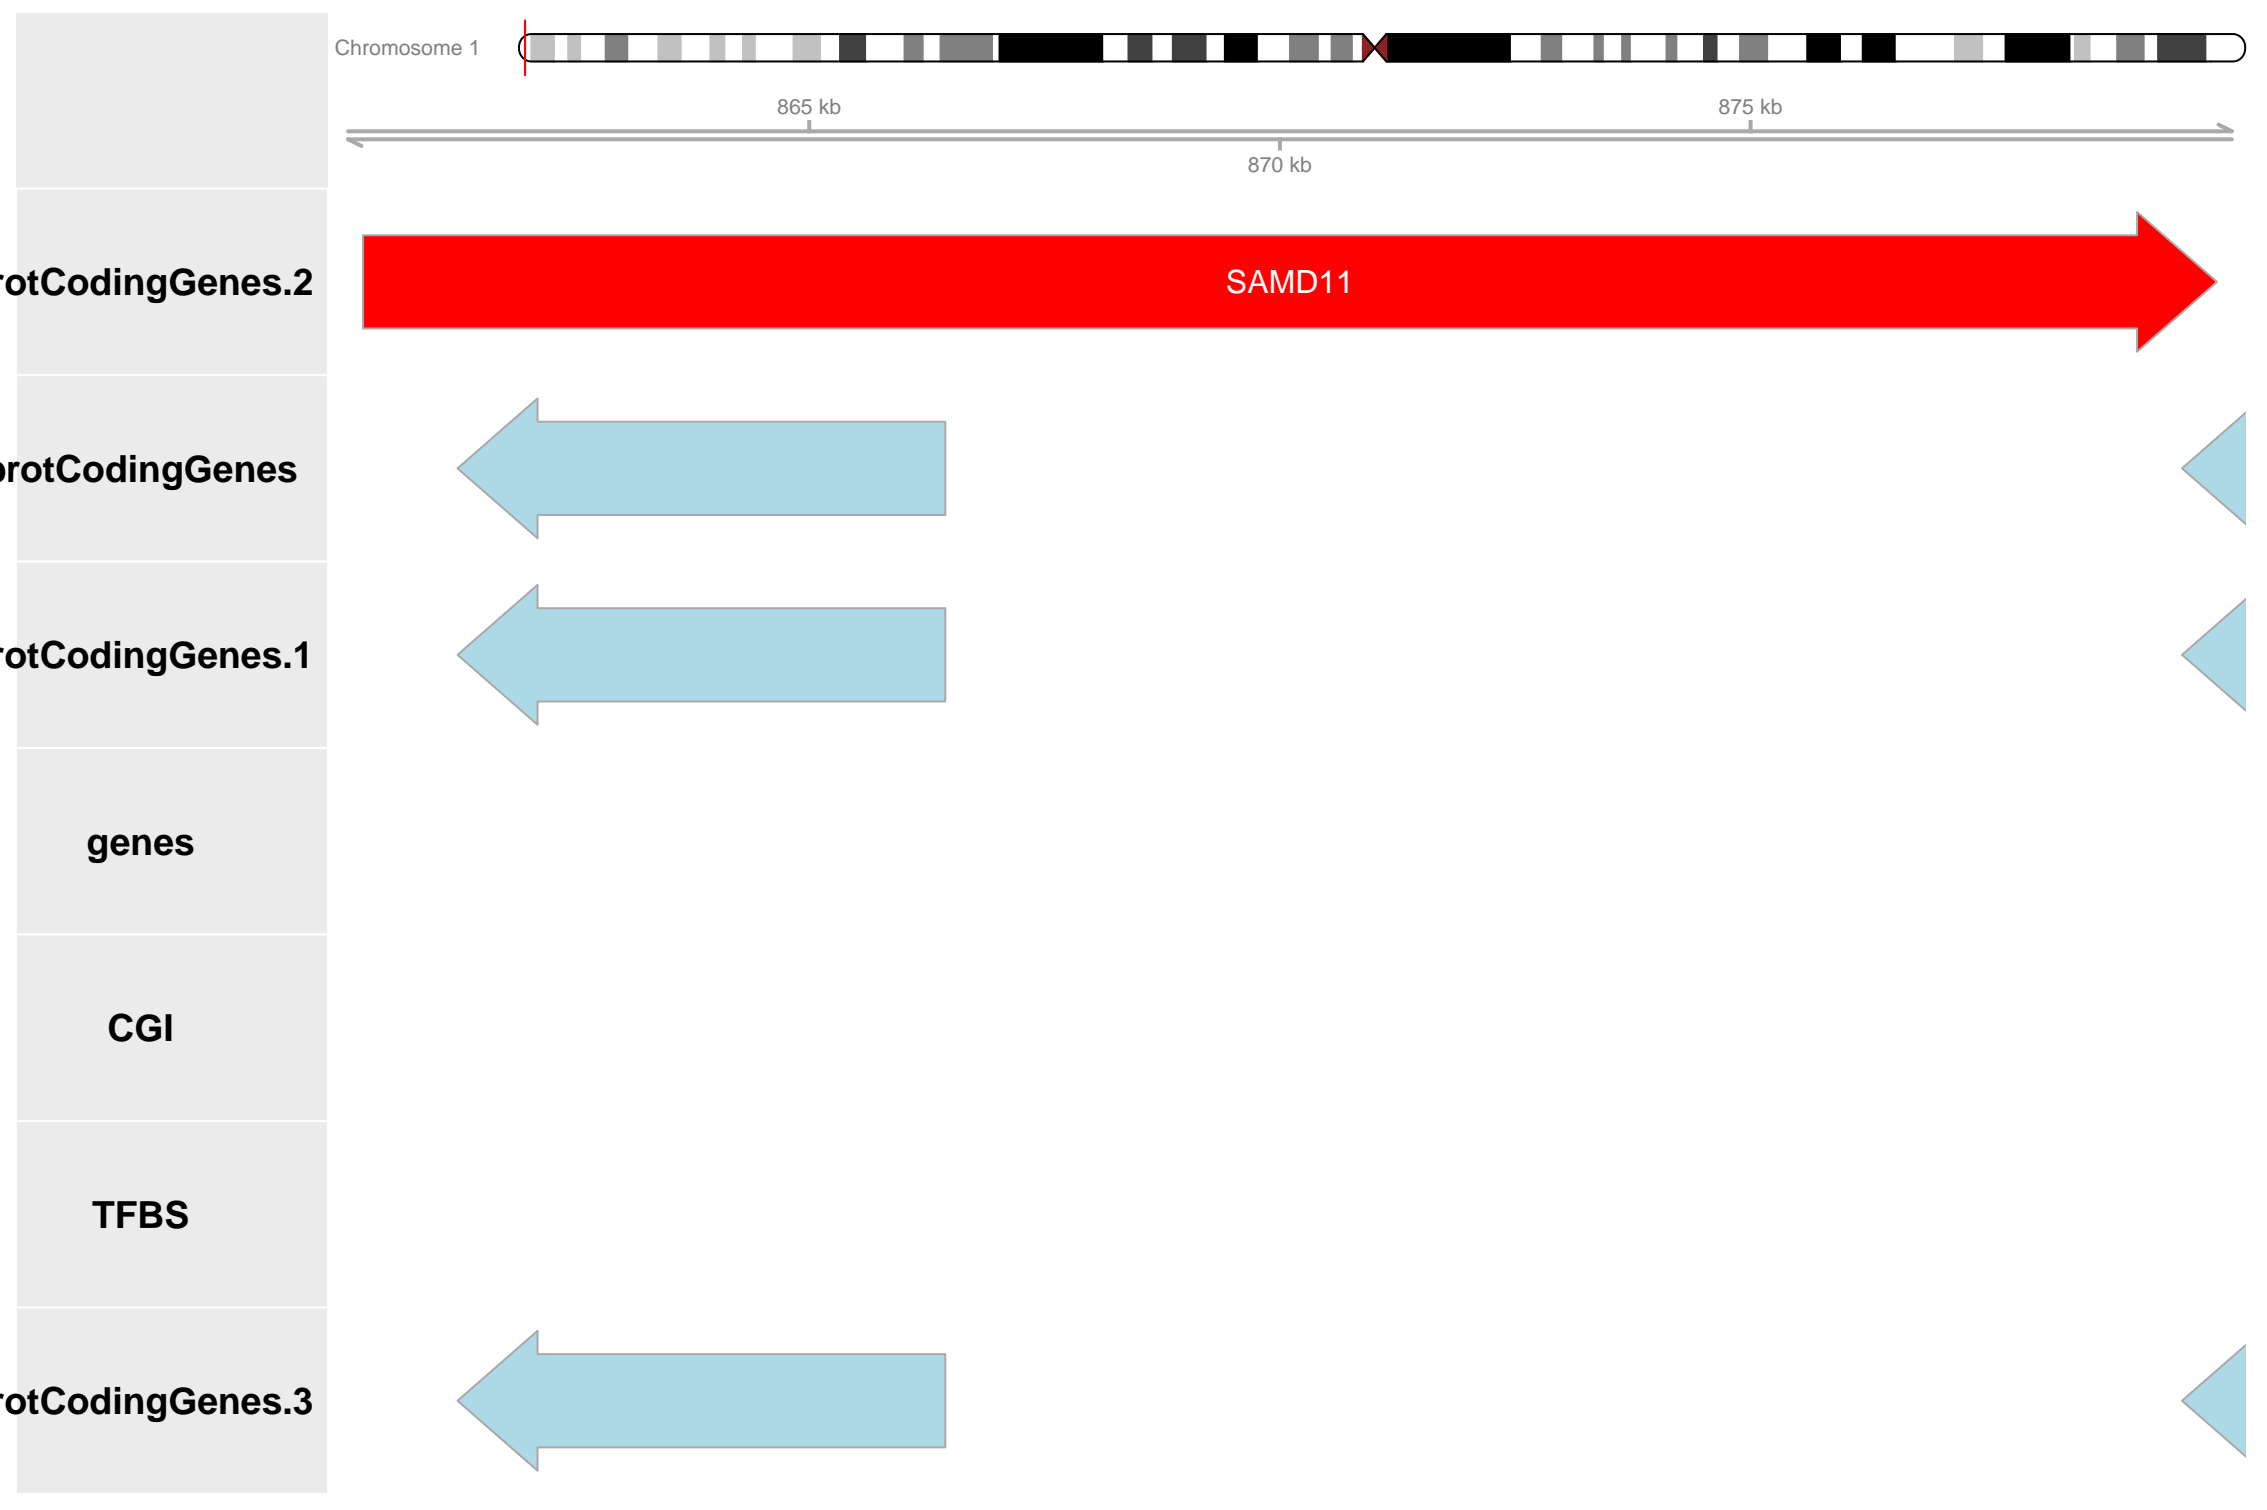 Chromosome 1
865 kb
875 kb
870 kb
rotCodingGenes.2
SAMD11
protCodingGenes
rotCodingGenes.1
genes
CGI
TFBS
rotCodingGenes.3